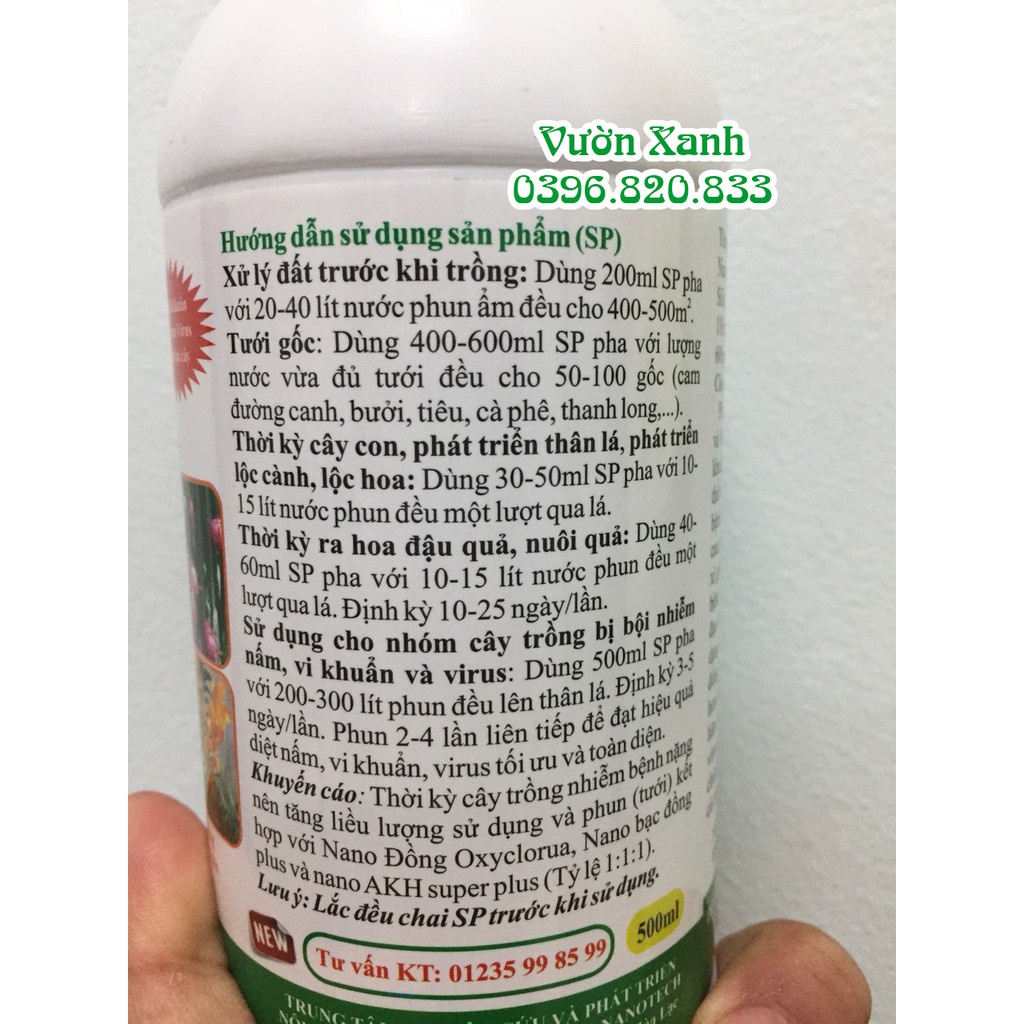 Vườn Xanh
0396.820.833
Hướng dẫn sử dụng sản phẩm (SP)
Xử lý đất trước khi trồng: Dùng 200ml SP pha
với 20-40 lít nước phun ẩm đều cho 400-500m².
Tưới gốc: Dùng 400-600ml SP pha với lượng
nước vừa đủ tưới đều cho 50-100 gốc (cam
đường canh, bưởi, tiêu, cà phê, thanh long,...).
Thời kỳ cây con, phát triển thân lá, phát triển
lộc cành, lộc hoa: Dùng 30-50ml SP pha với 10-
15 lít nước phun đều một lượt qua lá.
Thời kỳ ra hoa đậu quả, nuôi quả: Dùng 40-
60ml SP pha với 10-15 lít nước phun đều một
lượt qua lá. Định kỳ 10-25 ngày/lần.
Sử dụng cho nhóm cây trồng bị bội nhiễm
nấm, vi khuẩn và virus: Dùng 500ml SP pha
với 200-300 lít phun đều lên thân lá. Định kỳ 3-5
ngày/lần. Phun 2-4 lần liên tiếp để đạt hiệu quả
diệt nấm, vi khuẩn, virus tối ưu và toàn diện.
Khuyến cáo: Thời kỳ cây trồng nhiễm bệnh nặng
nên tăng liều lượng sử dụng và phun (tưới) kết
hợp với Nano Đồng Oxyclorua, Nano bạc đồng
plus và nano AKH super plus (Tỷ lệ 1:1:1).
Lưu ý: Lắc đều chai SP trước khi sử dụng.
NEW
Tư vấn KT: 01235 99 85 99
500ml
TRUNG VÀ PHÁT TRIỂN
NANOTECH